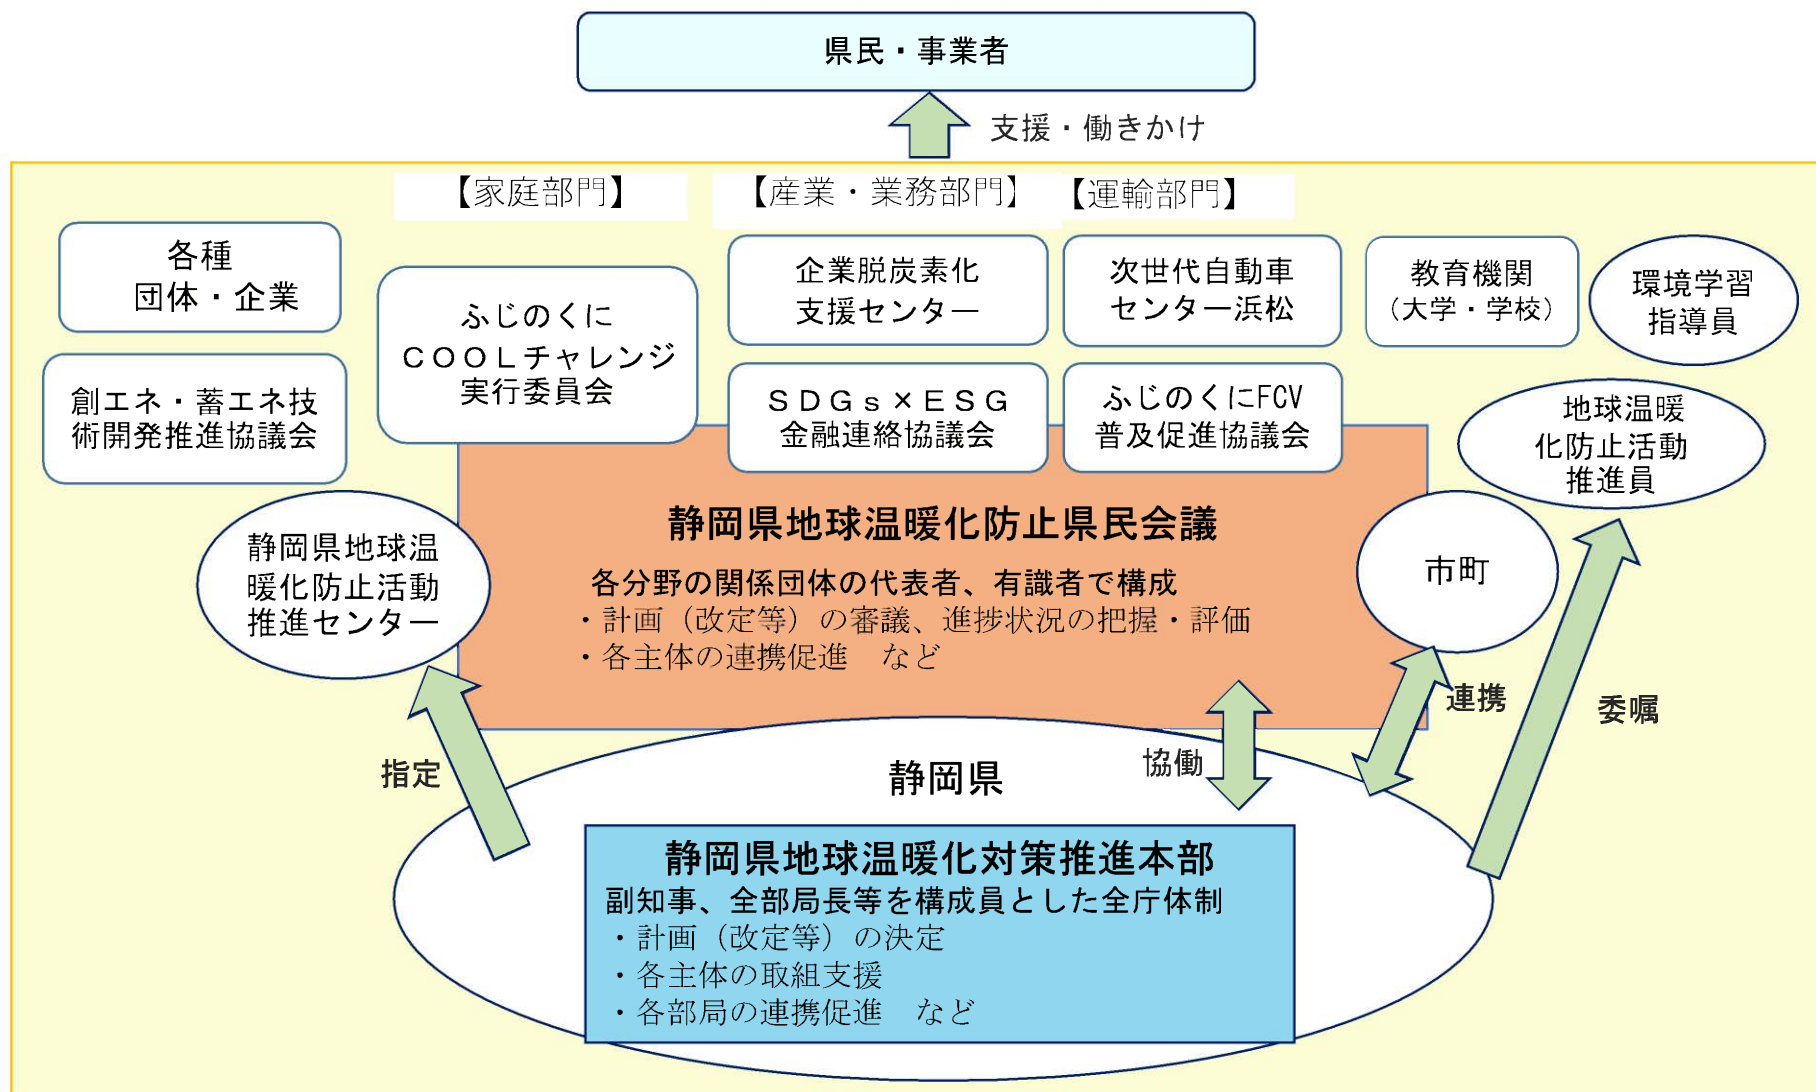 県民・事業者
支援・働きかけ
【家庭部門】
【産業・業務部門】
【運輸部門】
各種
団体・企業
創エネ・蓄エネ技
術開発推進協議会
ふじのくに
ＣＯＯＬチャレンジ
実行委員会
企業脱炭素化
支援センター
ＳＤＧｓ×ＥＳＧ
金融連絡協議会
次世代自動車
センター浜松
ふじのくにFCV
普及促進協議会
教育機関
（大学・学校）
環境学習
指導員
地球温暖
化防止活動
推進員
静岡県地球温
暖化防止活動
推進センター
静岡県地球温暖化防止県民会議
各分野の関係団体の代表者、有識者で構成
・計画（改定等）の審議、進捗状況の把握・評価
・各主体の連携促進　など
市町
指定
協働
連携
委嘱
静岡県
静岡県地球温暖化対策推進本部
副知事、全部局長等を構成員とした全庁体制
・計画（改定等）の決定
・各主体の取組支援
・各部局の連携促進　など